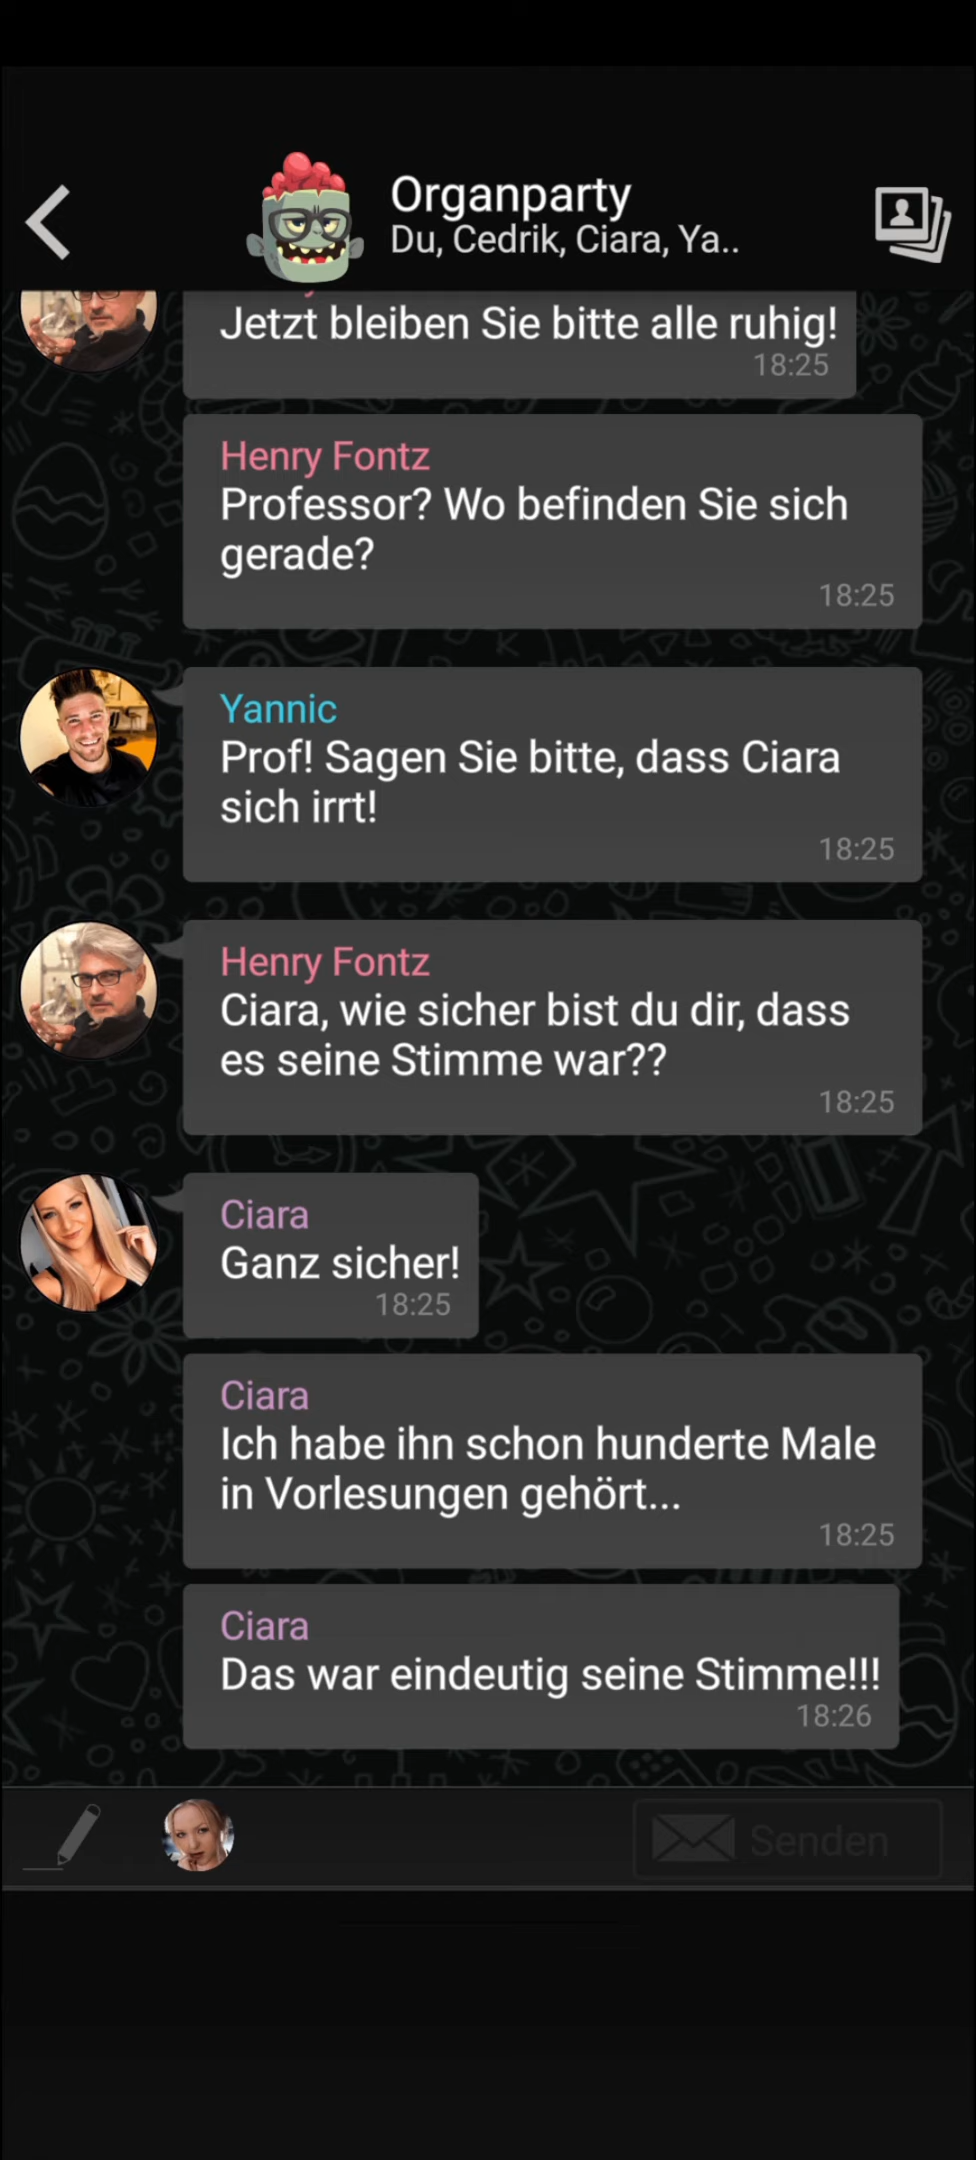 Organparty
Du, Cedrik, Ciara, Ya..
Jetzt bleiben Sie bitte alle ruhig!
18:25
Henry Fontz
Professor? Wo befinden Sie sich
gerade?
18:25
Yannic
Prof! Sagen Sie bitte, dass Ciara
sich irrt!
18:25
Henry Fontz
Ciara, wie sicher bist du dir, dass
es seine Stimme war??
18:25
Ciara
Ganz sicher!
18:25
Ciara
Ich habe ihn schon hunderte Male
in Vorlesungen gehört...
18:25
Ciara
Das war eindeutig seine Stimme!!!
18:26
Senden